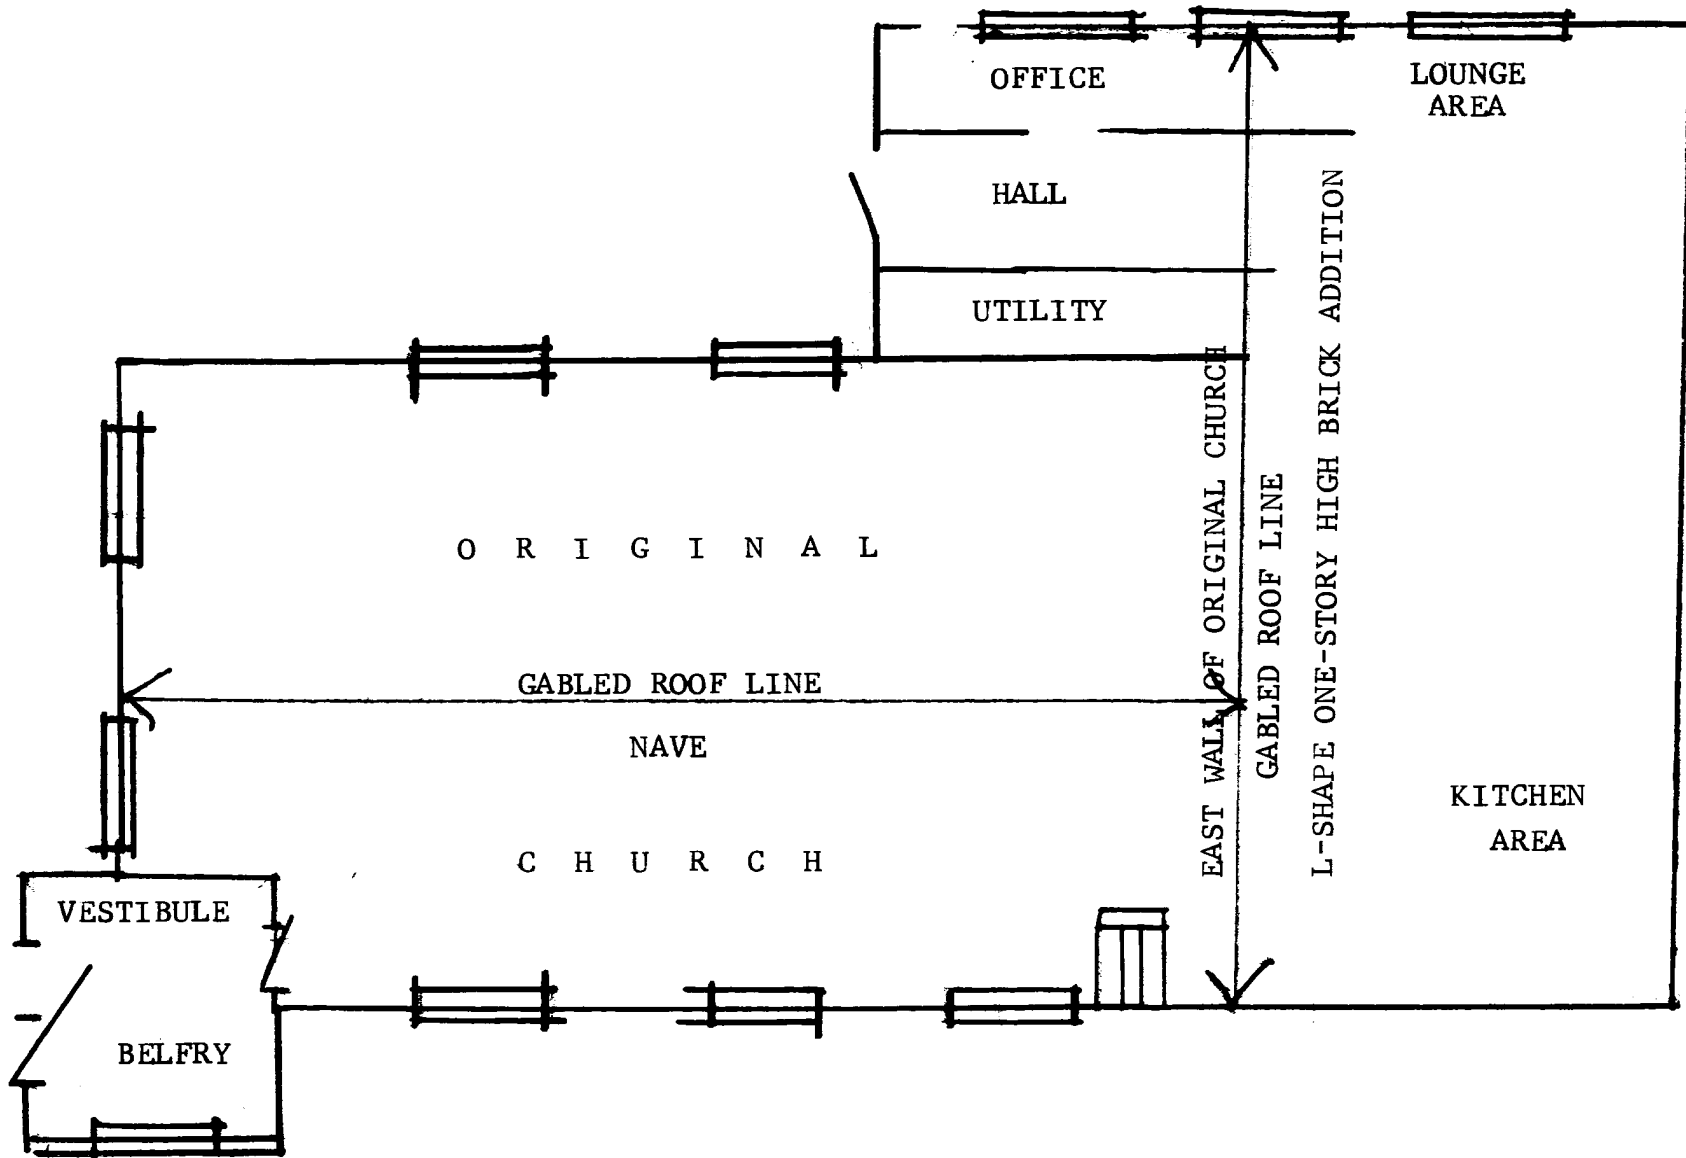 OFFICE
LOUNGE
AREA
HALL
UTILITY
EAST WALL OF ORIGINAL CHURCH
GABLED ROOF LINE
L-SHAPE ONE-STORY HIGH BRICK ADDITION
O R I G I N A L
GABLED ROOF LINE
NAVE
C H U R C H
KITCHEN
AREA
VESTIBULE
BELFRY